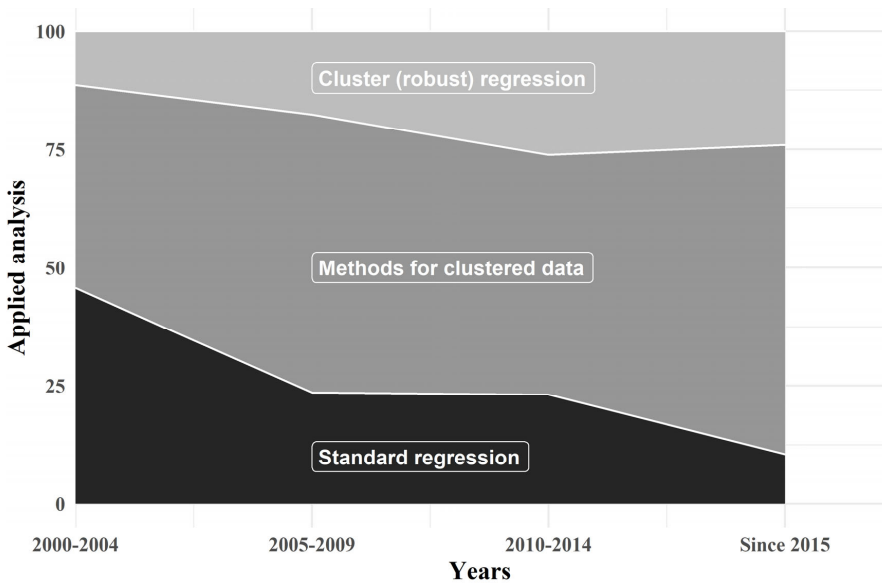 100
Cluster (robust) regression
75
Applied analysis
50
Methods for clustered data
25
Standard regression
0
2000-2004 2005-2009 2010-2014 Since 2015
Years